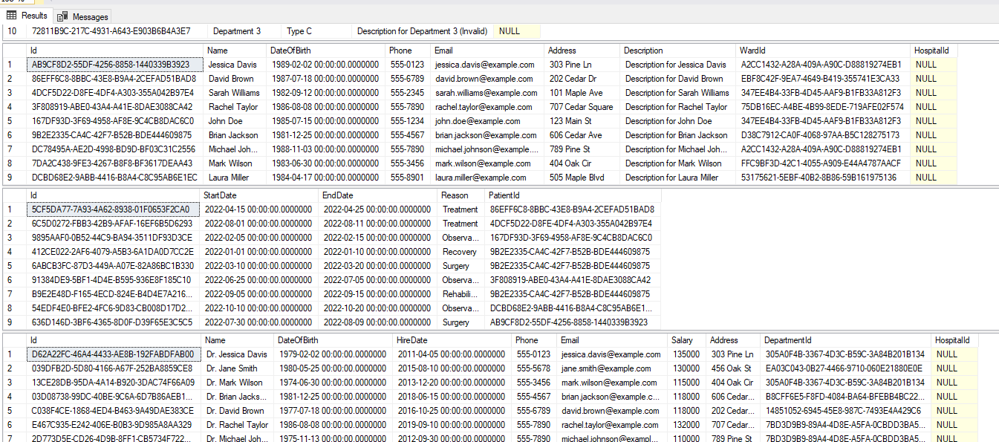 Results Messages
10 72811B9C-217C-4931-A643-E903B6B4A3E7 Department 3 Type C Description for Department 3 (Invalid) NULL
Id Name DateOfBirth Phone Email Address Description WardId HospitalId
1 AB9CF8D2-55DF-4256-8858-1440339B3923 Jessica Davis 1989-02-02 00:00:00.0000000 555-0123 jessica.davis@example.com 303 Pine Ln Description for Jessica Davis A2CC1432-A28A-409A-A90C-D88819274EB1 NULL
2 86EFF6C8-8BBC-43E8-B9A4-2CEFAD51BAD8 David Brown 1987-07-18 00:00:00.0000000 555-6789 david.brown@example.com 202 Cedar Dr Description for David Brown EBF8C42F-9EA7-4649-B419-355741E3CA33 NULL
3 4DCF5D22-D8FE-4DF4-A303-355A042B97E4 Sarah Williams 1982-09-12 00:00:00.0000000 555-2345 sarah.williams@example.com 101 Maple Ave Description for Sarah Williams 347EE4B4-33FB-4D45-AAF9-B1FB33A812F3 NULL
4 3F808919-ABE0-43A4-A41E-8DAE3088CA42 Rachel Taylor 1986-08-08 00:00:00.0000000 555-7890 rachel.taylor@example.com 707 Cedar Square Description for Rachel Taylor 75DB16EC-A4BE-4B99-8EDE-719AFE02F574 NULL
5 167DF93D-3F69-4958-AF8E-9C4CB8DAC6C0 John Doe 1985-07-15 00:00:00.0000000 555-1234 john.doe@example.com 123 Main St Description for John Doe 347EE4B4-33FB-4D45-AAF9-B1FB33A812F3 NULL
6 9B2E2335-CA4C-42F7-B52B-BDE444609875 Brian Jackson 1981-12-25 00:00:00.0000000 555-4567 brian.jackson@example.com 606 Cedar Ave Description for Brian Jackson D38C7912-CA0F-4068-97AA-B5C128275173 NULL
7 DC78495A-AE2D-4998-BD9D-BF03C31C2556 Michael Joh... 1988-11-03 00:00:00.0000000 555-7890 michael.johnson@example.... 789 Pine St Description for Michael Joh... A2CC1432-A28A-409A-A90C-D88819274EB1 NULL
8 7DA2C438-9FE3-4267-B8F8-BF3617DEAA43 Mark Wilson 1983-06-30 00:00:00.0000000 555-3456 mark.wilson@example.com 404 Oak Cir Description for Mark Wilson FFC9BF3D-42C1-4055-A909-E44A4787AACF NULL
9 DCBD68E2-9ABB-4416-B8A4-C8C95AB6E1EC Laura Miller 1984-04-17 00:00:00.0000000 555-8901 laura.miller@example.com 505 Maple Blvd Description for Laura Miller 53175621-5EBF-40B2-8B86-59B161975136 NULL
Id StartDate EndDate Reason PatientId
1 5CF5DA77-7A93-4A62-8938-01F0653F2CA0 2022-04-15 00:00:00.0000000 2022-04-25 00:00:00.0000000 Treatment 86EFF6C8-8BBC-43E8-B9A4-2CEFAD51BAD8
2 6C5D0272-FBB3-42B9-AFAF-16EF6B5D6293 2022-08-01 00:00:00.0000000 2022-08-11 00:00:00.0000000 Treatment 4DCF5D22-D8FE-4DF4-A303-355A042B97E4
3 9895AAF0-0B52-44C9-BA94-3511DF93D3CE 2022-02-05 00:00:00.0000000 2022-02-15 00:00:00.0000000 Observa... 167DF93D-3F69-4958-AF8E-9C4CB8DAC6C0
4 412CE022-2AF6-4079-A5B3-6A1DA0D7CC2E 2022-01-01 00:00:00.0000000 2022-01-10 00:00:00.0000000 Recovery 9B2E2335-CA4C-42F7-B52B-BDE444609875
5 6ABCB3FC-87D3-449A-A07E-82A86BC1B330 2022-03-10 00:00:00.0000000 2022-03-20 00:00:00.0000000 Surgery 9B2E2335-CA4C-42F7-B52B-BDE444609875
6 91384DE9-5BF1-4D4E-B595-936E8F185C10 2022-06-25 00:00:00.0000000 2022-07-05 00:00:00.0000000 Observa... 3F808919-ABE0-43A4-A41E-8DAE3088CA42
7 B9E2E48D-F165-4ECD-824E-B4D4E7A216... 2022-09-05 00:00:00.0000000 2022-09-15 00:00:00.0000000 Rehabili... 9B2E2335-CA4C-42F7-B52B-BDE444609875
8 54EDF4E0-BFE2-4FC6-9D83-CB008D17D2... 2022-10-10 00:00:00.0000000 2022-10-20 00:00:00.0000000 Observa... DCBD68E2-9ABB-4416-B8A4-C8C95AB6E1...
9 636D146D-3BF6-4365-8D0F-D39F65E3C5C5 2022-07-30 00:00:00.0000000 2022-08-09 00:00:00.0000000 Surgery AB9CF8D2-55DF-4256-8858-1440339B3923
Id Name DateOfBirth HireDate Phone Email Salary Address DepartmentId HospitalId
1 D62A22FC-46A4-4433-AE8B-192FABDFAB00 Dr. Jessica Davis 1979-02-02 00:00:00.0000000 2011-04-05 00:00:00.0000000 555-0123 jessica.davis@example.com 135000 303 Pine Ln 305A0F4B-3367-4D3C-B59C-3A84B201B134 NULL
2 039DFB2D-5D80-4166-A67F-252BA8859CE8 Dr. Jane Smith 1980-05-25 00:00:00.0000000 2015-08-10 00:00:00.0000000 555-5678 jane.smith@example.com 130000 456 Oak St EA03C043-0B27-4466-9710-060E21880E0E NULL
3 13CE28DB-95DA-4A14-B920-3DAC74F66A09 Dr. Mark Wilson 1974-06-30 00:00:00.0000000 2013-12-20 00:00:00.0000000 555-3456 mark.wilson@example.com 115000 404 Oak Cir 305A0F4B-3367-4D3C-B59C-3A84B201B134 NULL
4 03D08738-99DC-40BE-9C6A-6D7B86AEB1... Dr. Brian Jacks... 1981-12-25 00:00:00.0000000 2018-06-15 00:00:00.0000000 555-4567 brian.jackson@example.c... 118000 606 Cedar... B8CFF6E5-F8FD-4084-BA64-BFEBB4BC22... NULL
5 C038F4CE-1868-4ED4-B463-9A49DAE383CE Dr. David Brown 1977-07-18 00:00:00.0000000 2016-10-25 00:00:00.0000000 555-6789 david.brown@example.com 118000 202 Cedar... 14851052-6945-45E8-987C-7493E4A429C6 NULL
6 E467C935-E242-406E-B0B3-9D985A8AA329 Dr. Rachel Taylor 1986-08-08 00:00:00.0000000 2019-09-10 00:00:00.0000000 555-7890 rachel.taylor@example.com 132000 707 Cedar... 7BD3D9B9-89A4-4D8E-A5FA-0CBDD3BA5... NULL
7 2D773D5E-CD26-4D9B-8FF1-CB5734F722... Dr. Michael Joh... 1975-11-13 00:00:00.0000000 2012-09-30 00:00:00.0000000 555-7890 michael.johnson@example... 110000 789 Pine St 7BD3D9B9-89A4-4D8E-A5FA-0CBDD3BA5... NULL